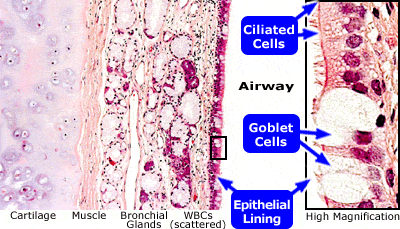 Ciliated
Cells
Airway
Goblet
Cells
Epithelial
Lining
Cartilage
Muscle
Bronchial
Glands
WBCs
(scattered)
High Magnification